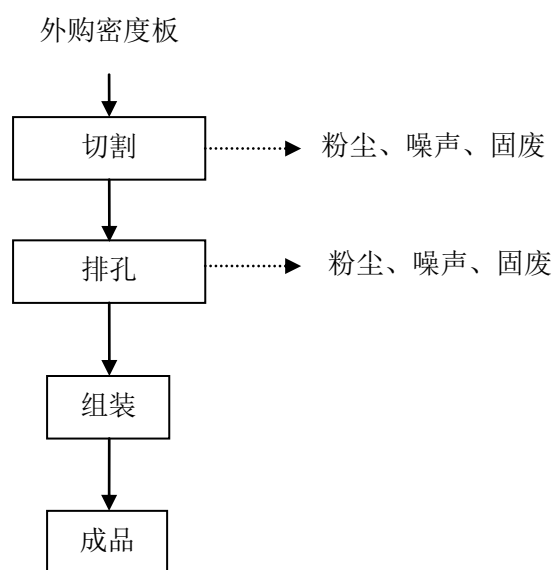 外购密度板
切割
粉尘、噪声、固废
排孔
粉尘、噪声、固废
组装
成品